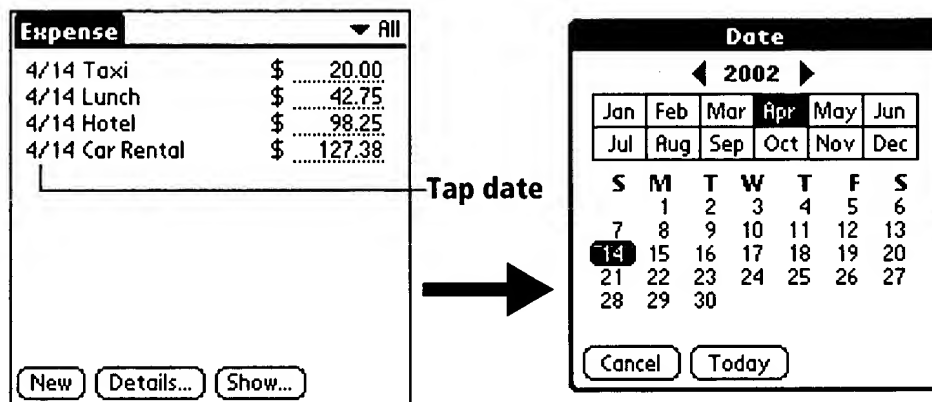 Expense ▼ All
4/14 Taxi $ 20.00
4/14 Lunch $ 42.75
4/14 Hotel $ 98.25
4/14 Car Rental $ 127.38
New Details... Show...
Tap date
Date
◀ 2002 ▶
Jan Feb Mar Apr May Jun
Jul Aug Sep Oct Nov Dec
S M T W T F S
1 2 3 4 5 6
7 8 9 10 11 12 13
14 15 16 17 18 19 20
21 22 23 24 25 26 27
28 29 30
Cancel Today